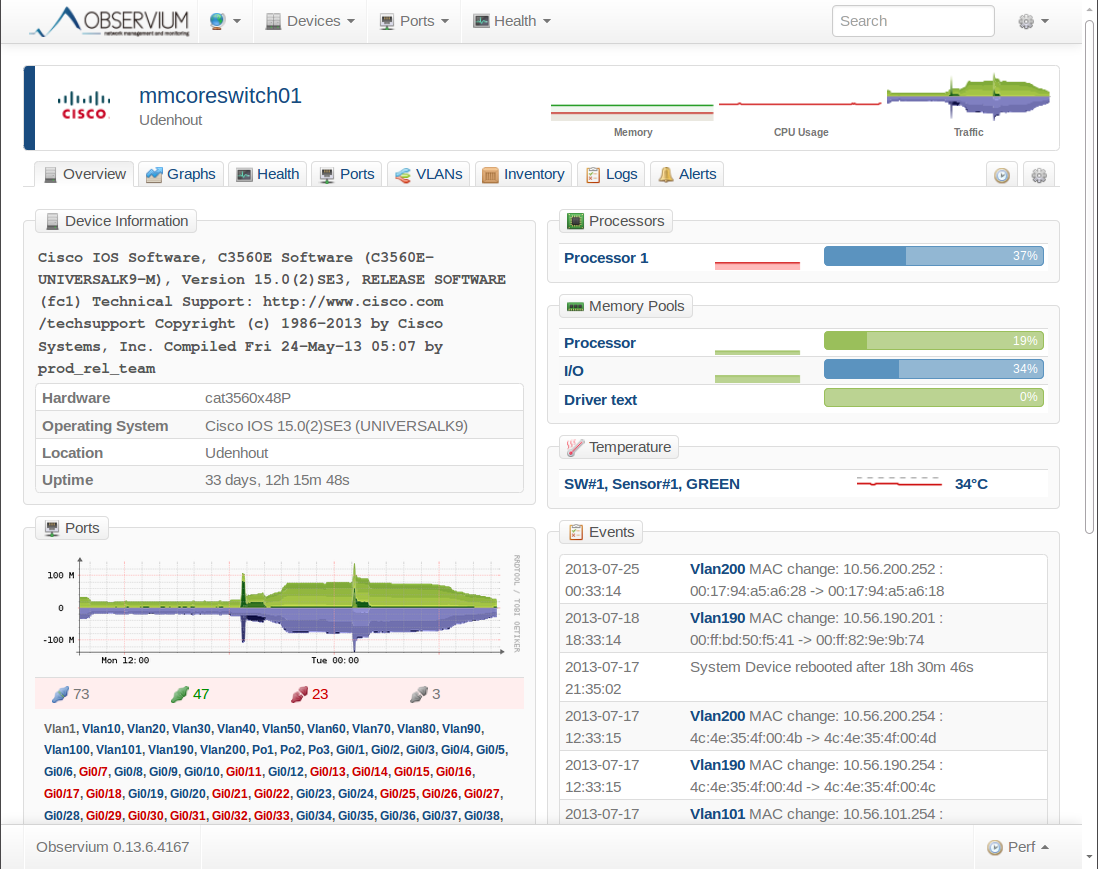 OBSERVIUM
network management and monitoring
Devices
Ports
Health
Search
CISCO
mmcoreswitch01
Udenhout
Memory
CPU Usage
Traffic
Overview
Graphs
Health
Ports
VLANs
Inventory
Logs
Alerts
Device Information
Cisco IOS Software, C3560E Software (C3560E-
UNIVERSALK9-M), Version 15.0(2)SE3, RELEASE SOFTWARE
(fc1) Technical Support: http://www.cisco.com
/techsupport Copyright (c) 1986-2013 by Cisco
Systems, Inc. Compiled Fri 24-May-13 05:07 by
prod_rel_team
Hardware cat3560x48P
Operating System Cisco IOS 15.0(2)SE3 (UNIVERSALK9)
Location Udenhout
Uptime 33 days, 12h 15m 48s
Ports
100 M
0
-100 M
Mon 12:00 Tue 00:00
RRDTOOL / TOBI OETIKER
73 47 23 3
Vlan1, Vlan10, Vlan20, Vlan30, Vlan40, Vlan50, Vlan60, Vlan70, Vlan80, Vlan90,
Vlan100, Vlan101, Vlan190, Vlan200, Po1, Po2, Po3, Gi0/1, Gi0/2, Gi0/3, Gi0/4, Gi0/5,
Gi0/6, Gi0/7, Gi0/8, Gi0/9, Gi0/10, Gi0/11, Gi0/12, Gi0/13, Gi0/14, Gi0/15, Gi0/16,
Gi0/17, Gi0/18, Gi0/19, Gi0/20, Gi0/21, Gi0/22, Gi0/23, Gi0/24, Gi0/25, Gi0/26, Gi0/27,
Gi0/28, Gi0/29, Gi0/30, Gi0/31, Gi0/32, Gi0/33, Gi0/34, Gi0/35, Gi0/36, Gi0/37, Gi0/38,
Processors
Processor 1 37%
Memory Pools
Processor 19%
I/O 34%
Driver text 0%
Temperature
SW#1, Sensor#1, GREEN 34°C
Events
2013-07-25 Vlan200 MAC change: 10.56.200.252 :
00:33:14 00:17:94:a5:a6:28 -> 00:17:94:a5:a6:18
2013-07-18 Vlan190 MAC change: 10.56.190.201 :
18:33:14 00:ff:bd:50:f5:41 -> 00:ff:82:9e:9b:74
2013-07-17 System Device rebooted after 18h 30m 46s
21:35:02
2013-07-17 Vlan200 MAC change: 10.56.200.254 :
12:33:15 4c:4e:35:4f:00:4b -> 4c:4e:35:4f:00:4d
2013-07-17 Vlan190 MAC change: 10.56.190.254 :
12:33:15 4c:4e:35:4f:00:4d -> 4c:4e:35:4f:00:4c
2013-07-17 Vlan101 MAC change: 10.56.101.254 :
Observium 0.13.6.4167
Perf